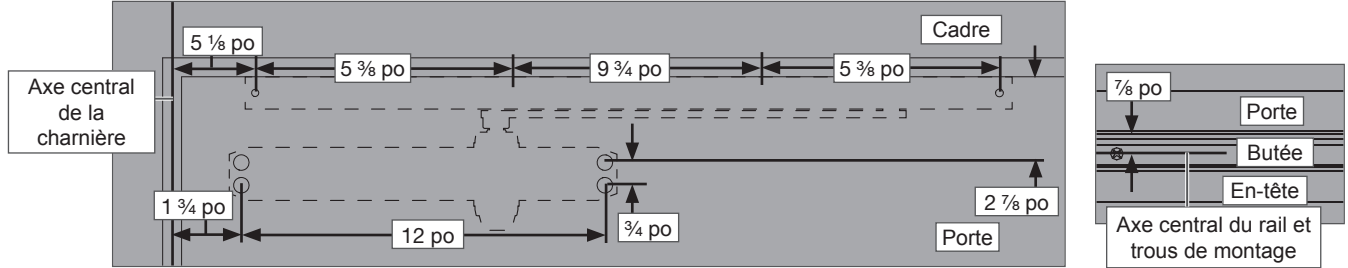 Cadre
5 ⅛ po
5 ⅜ po
9 ¾ po
5 ⅜ po
Axe central
de la
charnière
1 ¾ po
12 po
¾ po
2 ⅞ po
Porte
⅞ po
Porte
Butée
En-tête
Axe central du rail et
trous de montage